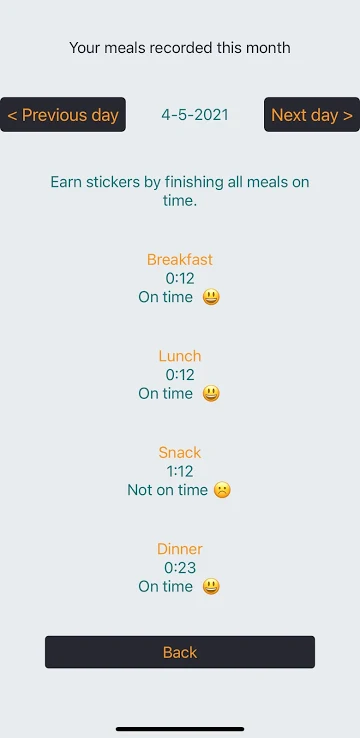 Your meals recorded this month
< Previous day
4-5-2021
Next day >
Earn stickers by finishing all meals on
time.
Breakfast
0:12
On time 😃
Lunch
0:12
On time 😃
Snack
1:12
Not on time ☹️
Dinner
0:23
On time 😃
Back